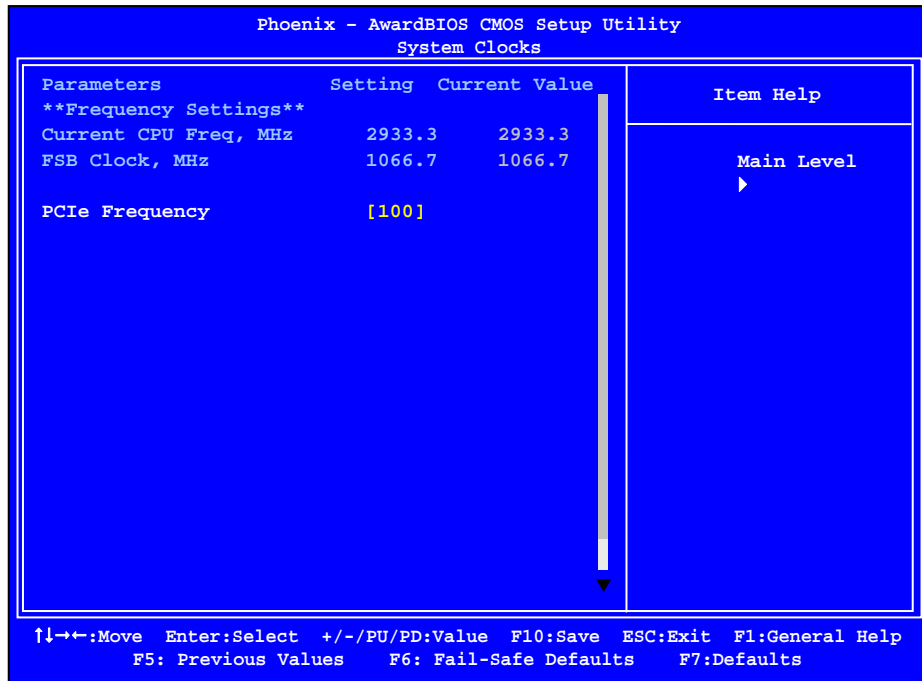 Phoenix – AwardBIOS CMOS Setup Utility
System Clocks
Parameters Setting Current Value
**Frequency Settings**
Current CPU Freq, MHz 2933.3 2933.3
FSB Clock, MHz 1066.7 1066.7
PCIe Frequency [100]
Item Help
Main Level
↑↓→←:Move Enter:Select +/-/PU/PD:Value F10:Save ESC:Exit F1:General Help
F5: Previous Values F6: Fail-Safe Defaults F7:Defaults